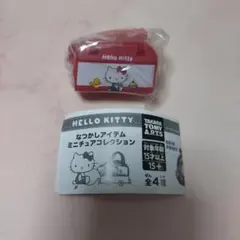 Hello Kitty
HELLO KITTY
なつかしアイテム
ミニチュアコレクション
TAKARA
TOMY
ARTS
対象年齢
15才以上
15+
全4種